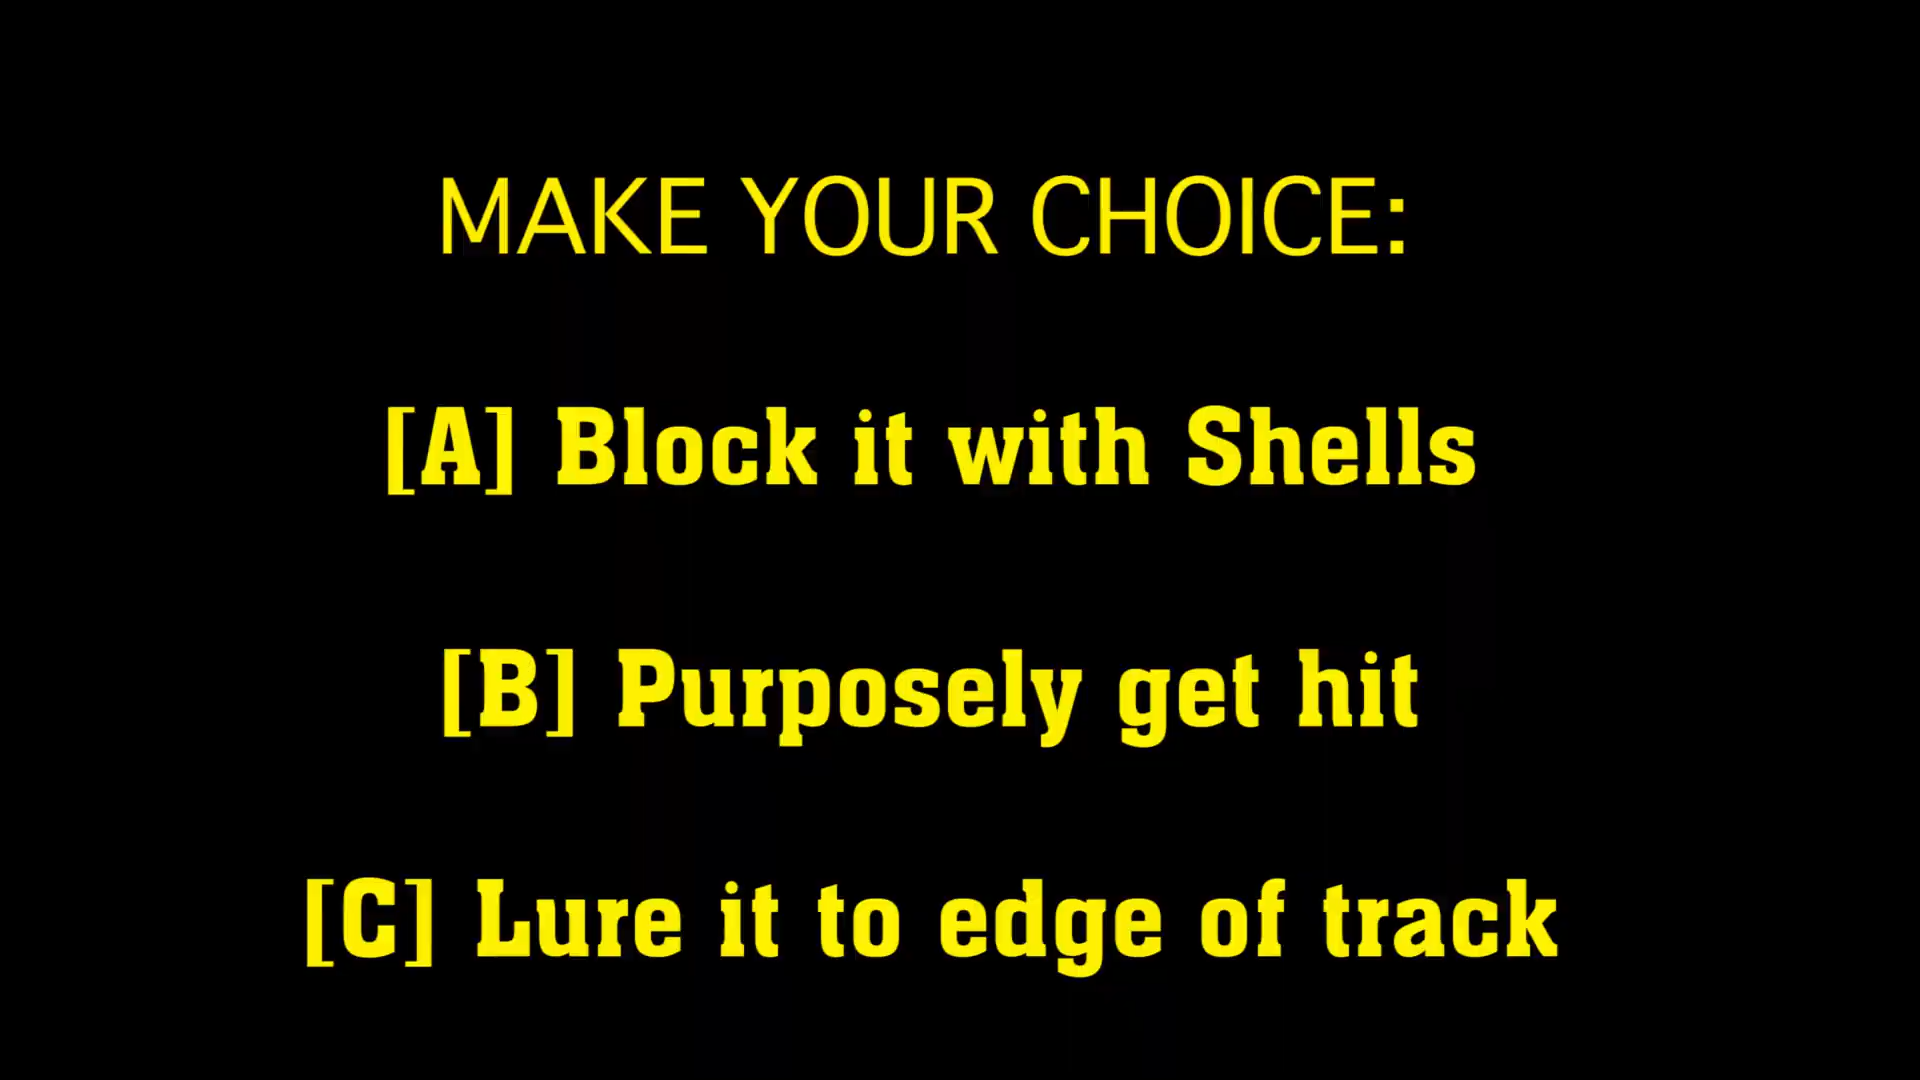 MAKE YOUR CHOICE:
[A] Block it with Shells
[B] Purposely get hit
[C] Lure it to edge of track